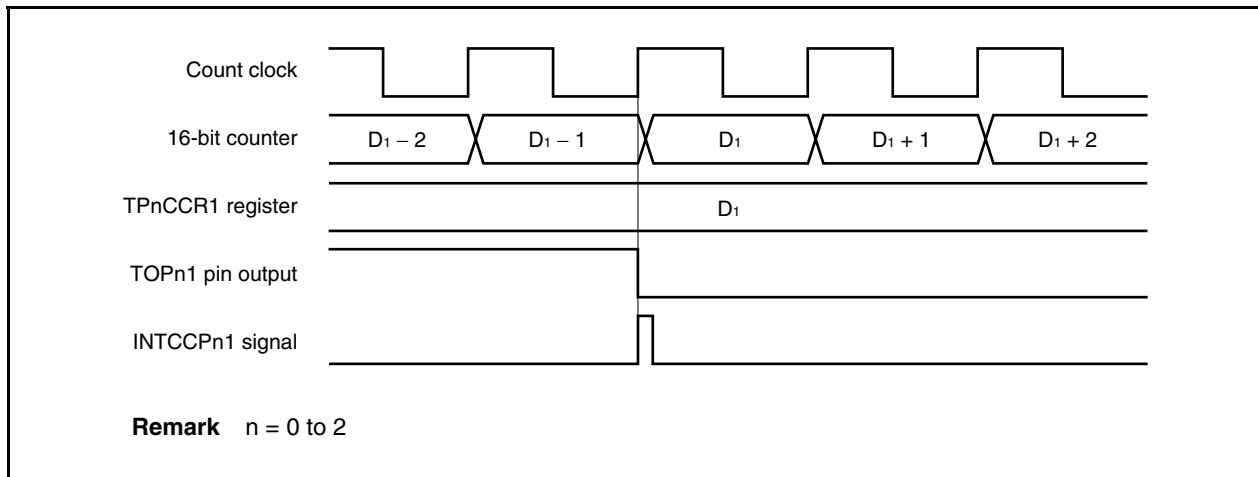 Count clock
16-bit counter
D₁ − 2
D₁ − 1
D₁
D₁ + 1
D₁ + 2
TPnCCR1 register
D₁
TOPn1 pin output
INTCCPn1 signal
Remark n = 0 to 2